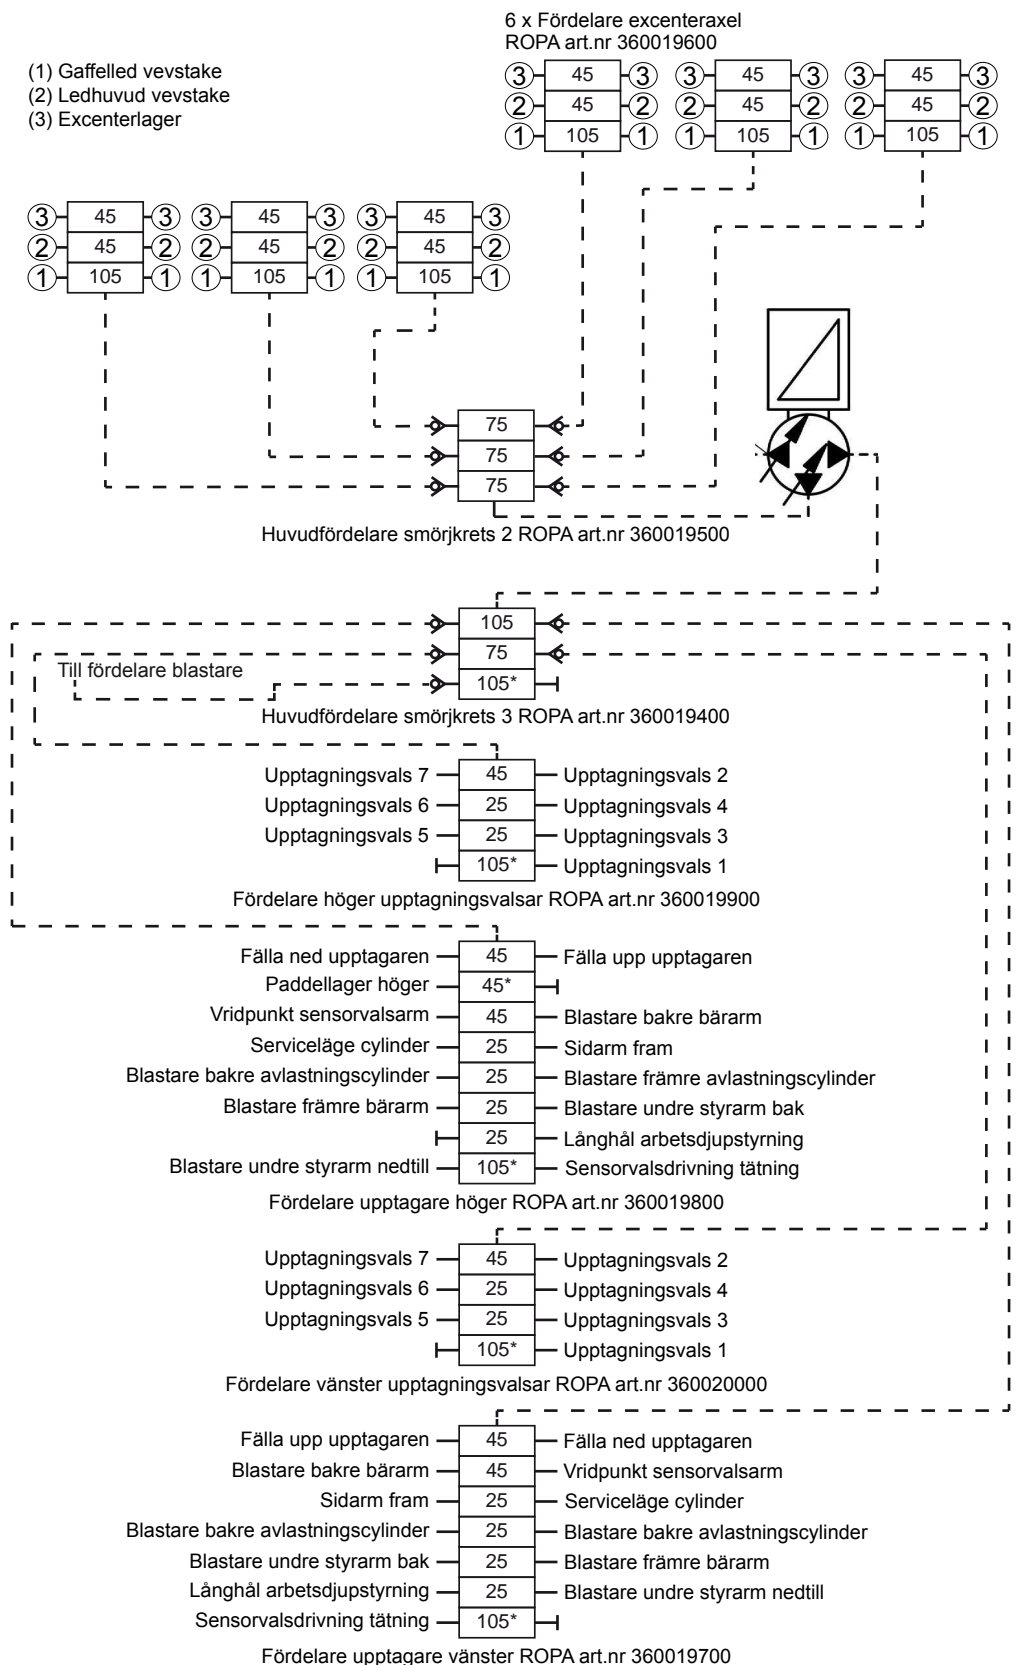 6 x Fördelare excenteraxel
ROPA art.nr 360019600
(1) Gaffelled vevstake
(2) Ledhuvud vevstake
(3) Excenterlager
3 45 3 3 45 3 3 45 3
2 45 2 2 45 2 2 45 2
1 105 1 1 105 1 1 105 1
3 45 3 3 45 3 3 45 3
2 45 2 2 45 2 2 45 2
1 105 1 1 105 1 1 105 1
75
75
75
Huvudfördelare smörjkrets 2 ROPA art.nr 360019500
105
75
Till fördelare blastare
105*
Huvudfördelare smörjkrets 3 ROPA art.nr 360019400
Upptagningsvals 7 45 Upptagningsvals 2
Upptagningsvals 6 25 Upptagningsvals 4
Upptagningsvals 5 25 Upptagningsvals 3
105* Upptagningsvals 1
Fördelare höger upptagningsvalsar ROPA art.nr 360019900
Fälla ned upptagaren 45 Fälla upp upptagaren
Paddellager höger 45*
Vridpunkt sensorvalsarm 45 Blastare bakre bärarm
Serviceläge cylinder 25 Sidarm fram
Blastare bakre avlastningscylinder 25 Blastare främre avlastningscylinder
Blastare främre bärarm 25 Blastare undre styrarm bak
25 Långhål arbetsdjupstyrning
Blastare undre styrarm nedtill 105* Sensorvalsdrivning tätning
Fördelare upptagare höger ROPA art.nr 360019800
Upptagningsvals 7 45 Upptagningsvals 2
Upptagningsvals 6 25 Upptagningsvals 4
Upptagningsvals 5 25 Upptagningsvals 3
105* Upptagningsvals 1
Fördelare vänster upptagningsvalsar ROPA art.nr 360020000
Fälla upp upptagaren 45 Fälla ned upptagaren
Blastare bakre bärarm 45 Vridpunkt sensorvalsarm
Sidarm fram 25 Serviceläge cylinder
Blastare bakre avlastningscylinder 25 Blastare bakre avlastningscylinder
Blastare undre styrarm bak 25 Blastare främre bärarm
Långhål arbetsdjupstyrning 25 Blastare undre styrarm nedtill
Sensorvalsdrivning tätning 105*
Fördelare upptagare vänster ROPA art.nr 360019700